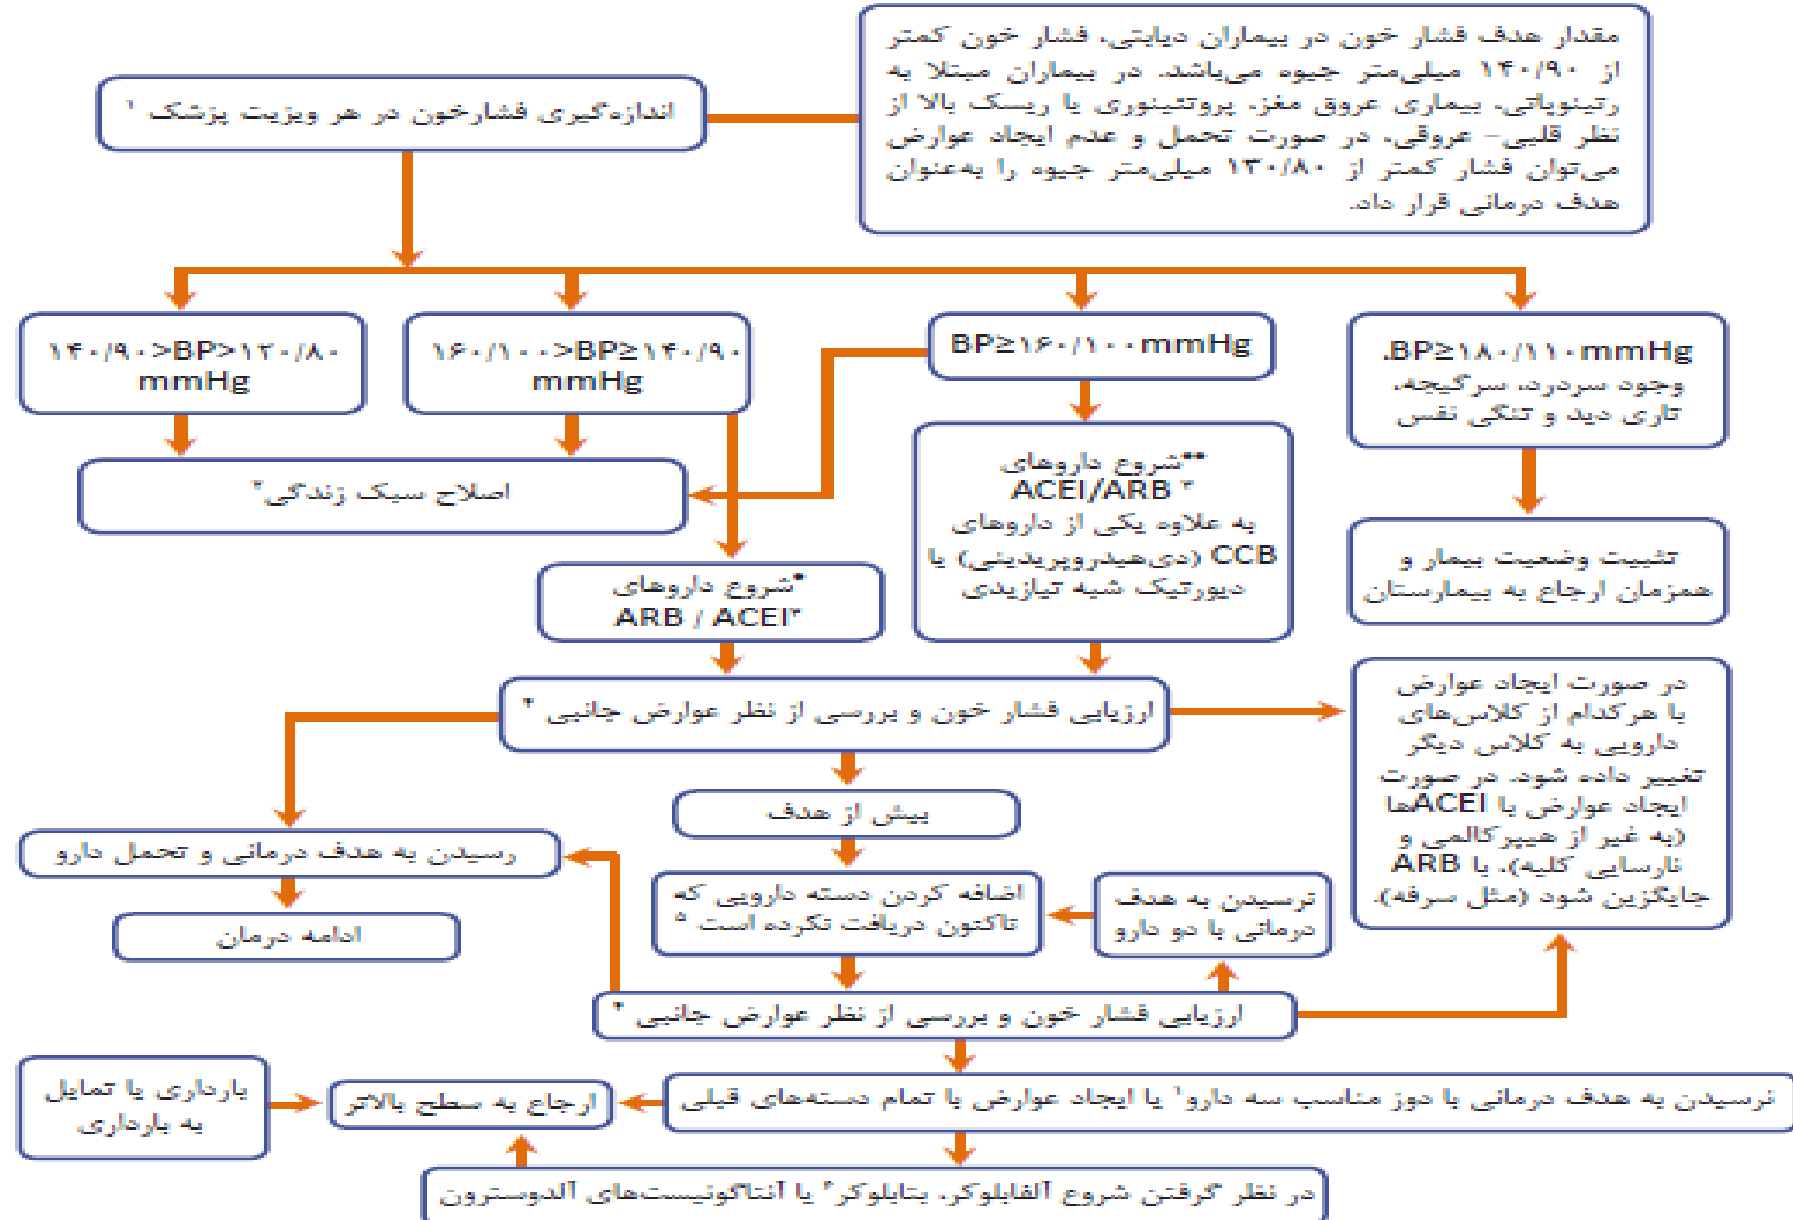 مقدار هدف فشار خون در بیماران دیابتی، فشار خون کمتر
از ۱۴۰/۹۰ میلی‌متر جیوه می‌باشد. در بیماران مبتلا به
رتینوپاتی، بیماری عروق مغز، پروتئینوری یا ریسک بالا از
نظر قلبی- عروقی، در صورت تحمل و عدم ایجاد عوارض
می‌توان فشار کمتر از ۱۳۰/۸۰ میلی‌متر جیوه را به‌عنوان
هدف درمانی قرار داد.
اندازه‌گیری فشارخون در هر ویزیت پزشک ۱
BP≥۱۸۰/۱۱۰mmHg.
وجود سردرد، سرگیجه،
تاری دید و تنگی نفس
BP≥۱۶۰/۱۰۰mmHg
۱۶۰/۱۰۰>BP≥۱۴۰/۹۰
mmHg
۱۴۰/۹۰>BP>۱۳۰/۸۰
mmHg
اصلاح سبک زندگی۲
**شروع داروهای
ACEI/ARB ۳
به علاوه یکی از داروهای
CCB (دی‌هیدروپریدینی) یا
دیورتیک شبه تیازیدی
تثبیت وضعیت بیمار و
همزمان ارجاع به بیمارستان
*شروع داروهای
ARB / ACEI۳
ارزیابی فشار خون و بررسی از نظر عوارض جانبی ۴
در صورت ایجاد عوارض
با هرکدام از کلاس‌های
دارویی به کلاس دیگر
تغییر داده شود. در صورت
ایجاد عوارض با ACEIها
(به غیر از هیپرکالمی و
نارسایی کلیه)، با ARB
جایگزین شود (مثل سرفه).
بیش از هدف
رسیدن به هدف درمانی و تحمل دارو
ادامه درمان
اضافه کردن دسته دارویی که
تاکنون دریافت نکرده است ۵
نرسیدن به هدف
درمانی با دو دارو
ارزیابی فشار خون و بررسی از نظر عوارض جانبی ۴
نرسیدن به هدف درمانی با دوز مناسب سه دارو۶ یا ایجاد عوارض با تمام دسته‌های قبلی
ارجاع به سطح بالاتر
بارداری یا تمایل
به بارداری
در نظر گرفتن شروع آلفابلوکر، بتابلوکر۴ یا آنتاگونیست‌های آلدوسترون